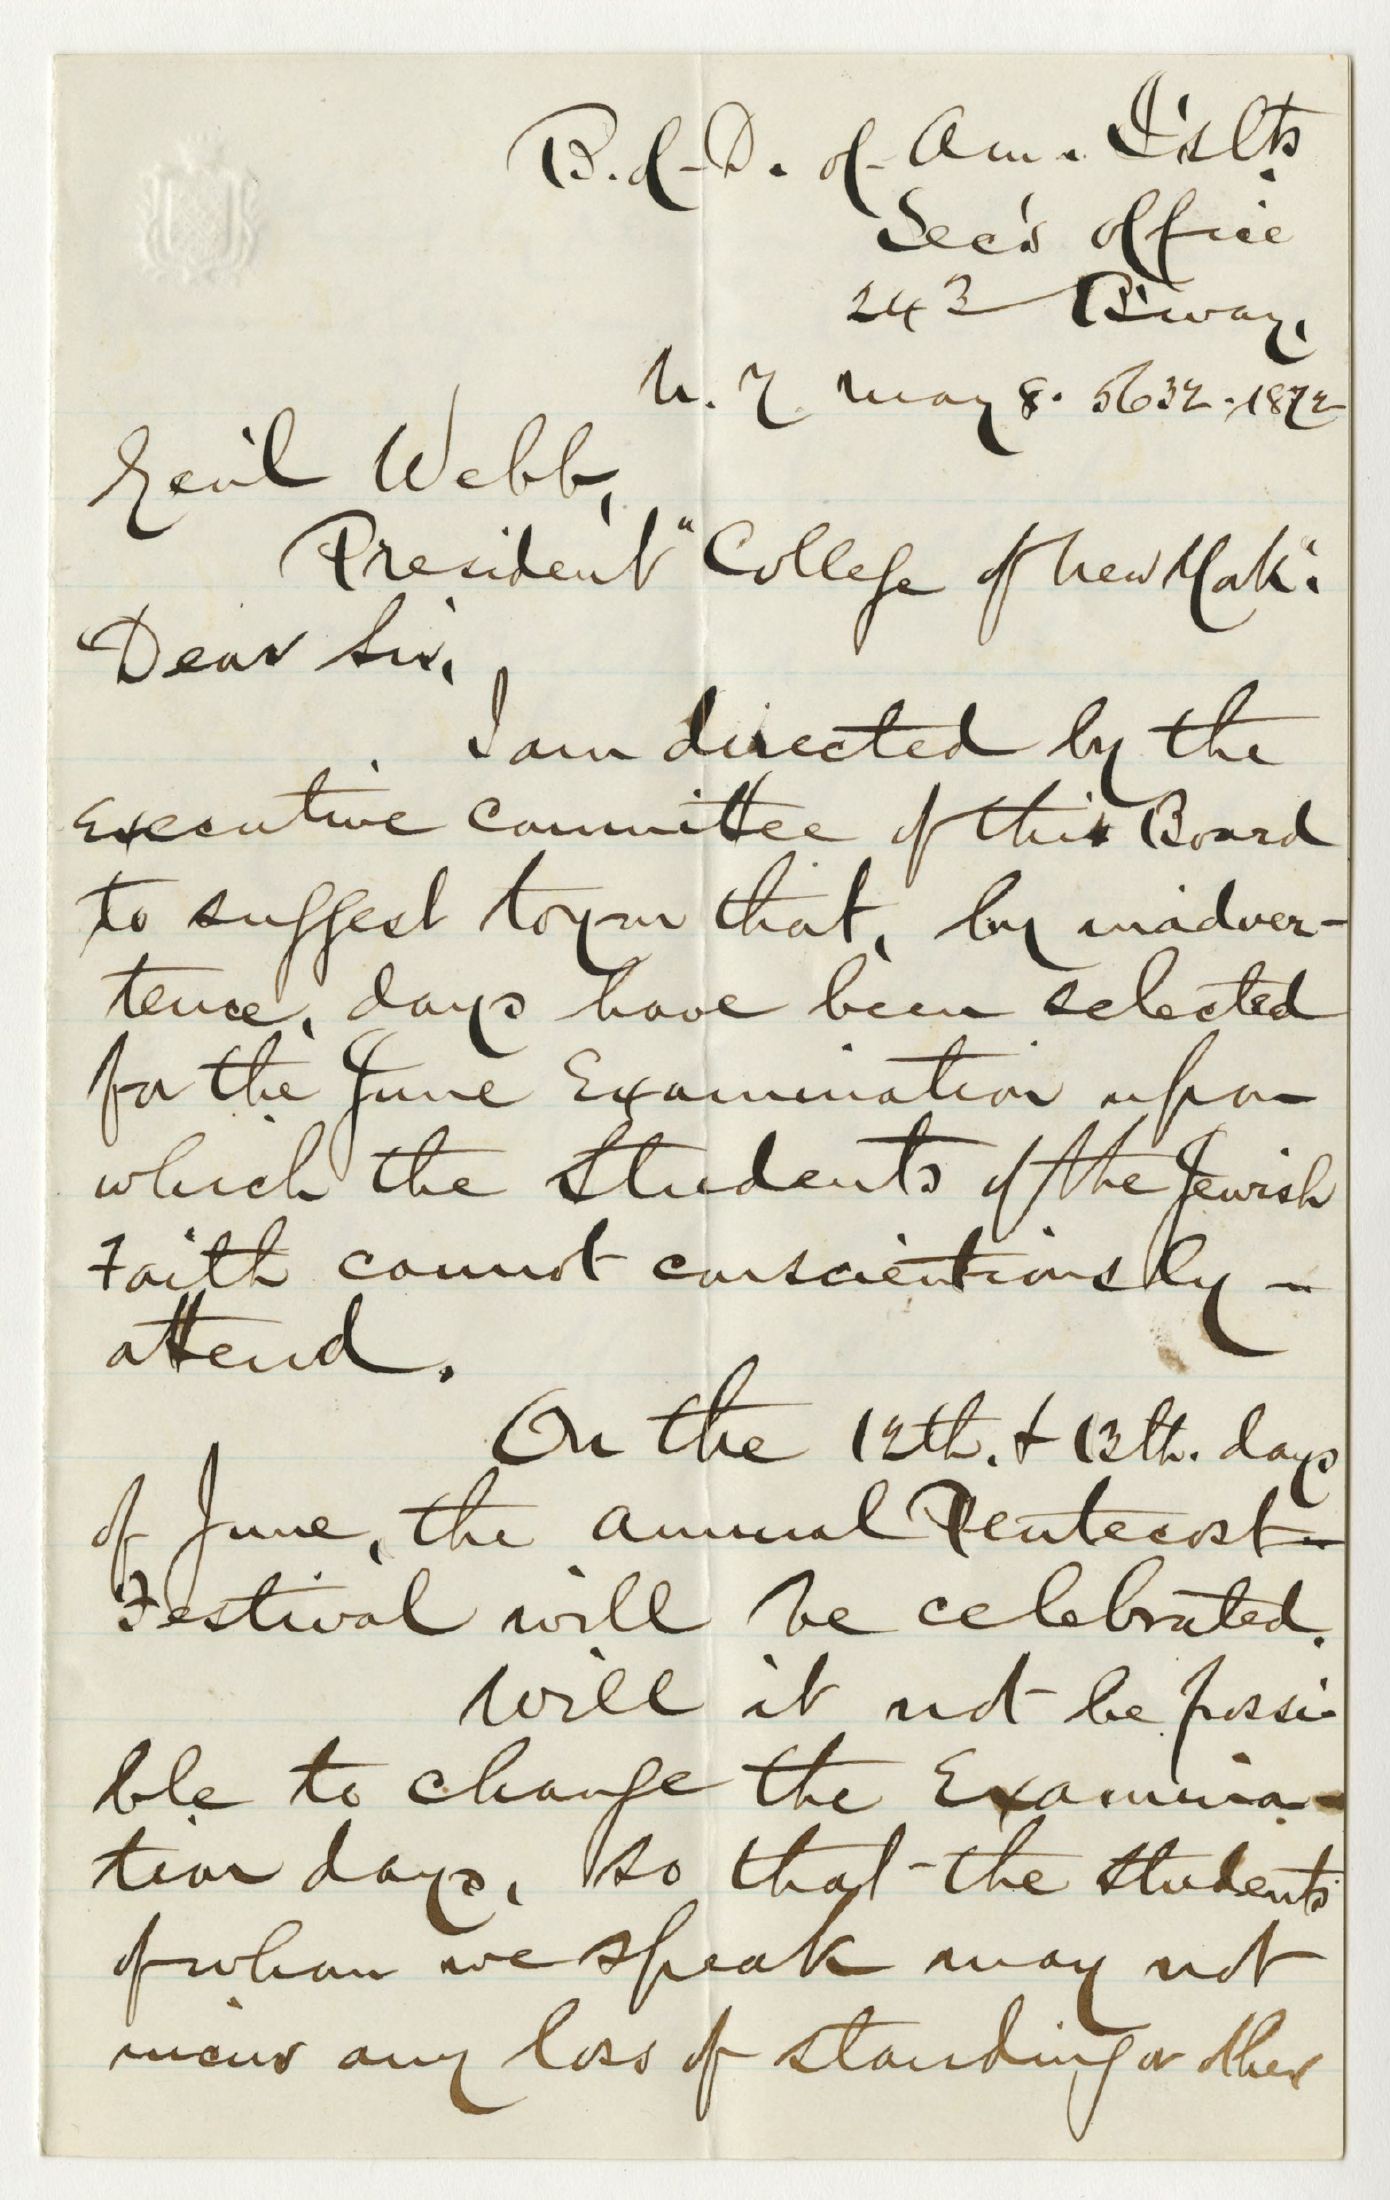 B. of D. of Am. I'slts.
Sec's office
243 B'way,
N. Y. May 8. 5632 - 1872
Gen'l Webb,
President "College of New York".
Dear Sir,
I am directed by the
Executive Committee of this Board
to suggest to you that, by inadver-
tence, days have been selected
for the June Examination upon
which the Students of the Jewish
Faith cannot conscientiously -
attend.
On the 12th. & 13th. days
of June, the annual Pentecost
Festival will be celebrated.
Will it not be possi-
ble to change the Examina-
tion days, so that the students
of whom we speak may not
incur any loss of standing or other